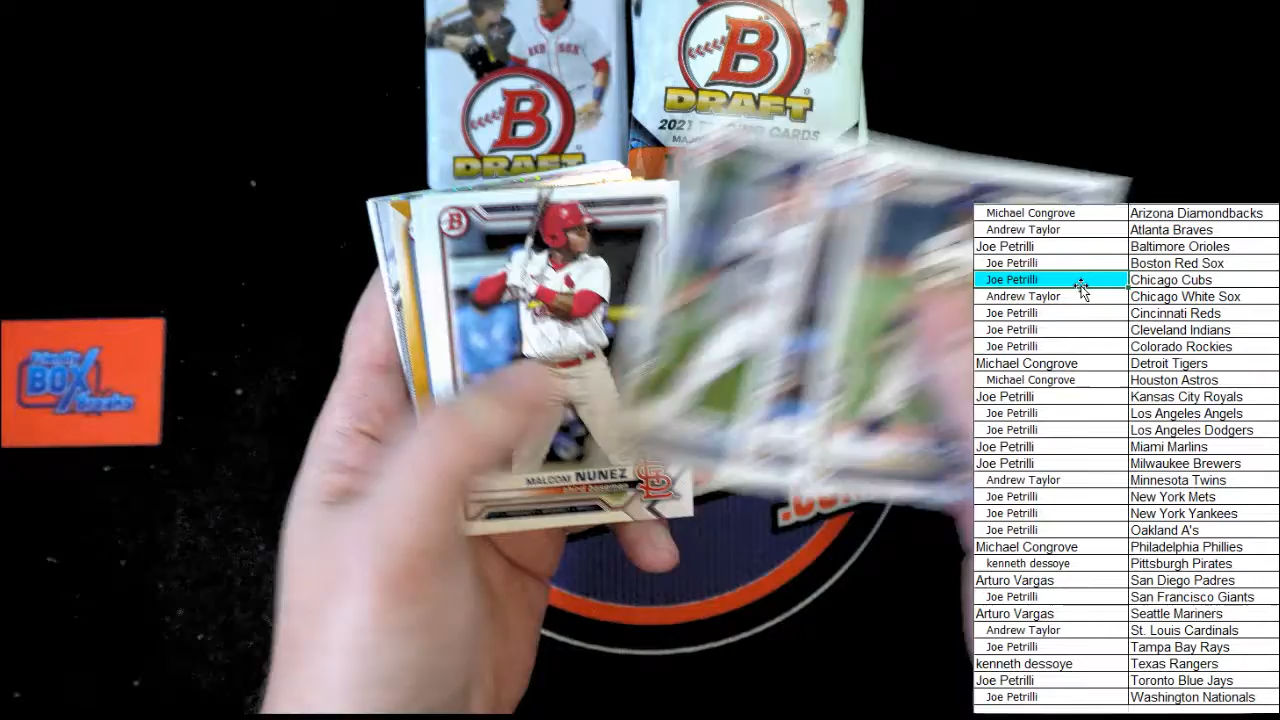 RED SOX
B
DRAFT
B
DRAFT
2021 TRADING CARDS
B
MALCOM NUNEZ
BOX
.CO
Michael Congrove Arizona Diamondbacks
Andrew Taylor Atlanta Braves
Joe Petrilli Baltimore Orioles
Joe Petrilli Boston Red Sox
Joe Petrilli Chicago Cubs
Andrew Taylor Chicago White Sox
Joe Petrilli Cincinnati Reds
Joe Petrilli Cleveland Indians
Joe Petrilli Colorado Rockies
Michael Congrove Detroit Tigers
Michael Congrove Houston Astros
Joe Petrilli Kansas City Royals
Joe Petrilli Los Angeles Angels
Joe Petrilli Los Angeles Dodgers
Joe Petrilli Miami Marlins
Joe Petrilli Milwaukee Brewers
Andrew Taylor Minnesota Twins
Joe Petrilli New York Mets
Joe Petrilli New York Yankees
Joe Petrilli Oakland A's
Michael Congrove Philadelphia Phillies
kenneth dessoye Pittsburgh Pirates
Arturo Vargas San Diego Padres
Joe Petrilli San Francisco Giants
Arturo Vargas Seattle Mariners
Andrew Taylor St. Louis Cardinals
Joe Petrilli Tampa Bay Rays
kenneth dessoye Texas Rangers
Joe Petrilli Toronto Blue Jays
Joe Petrilli Washington Nationals